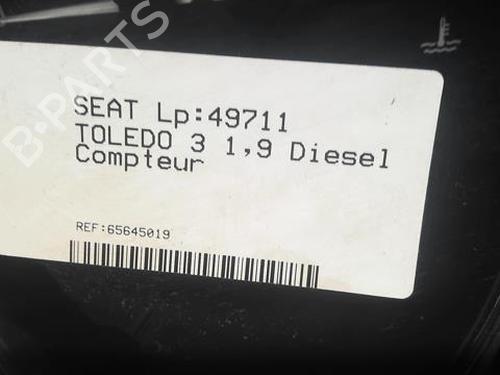 B-PARTS
SEAT Lp:49711
TOLEDO 3 1,9 Diesel
Compteur
REF:65645019